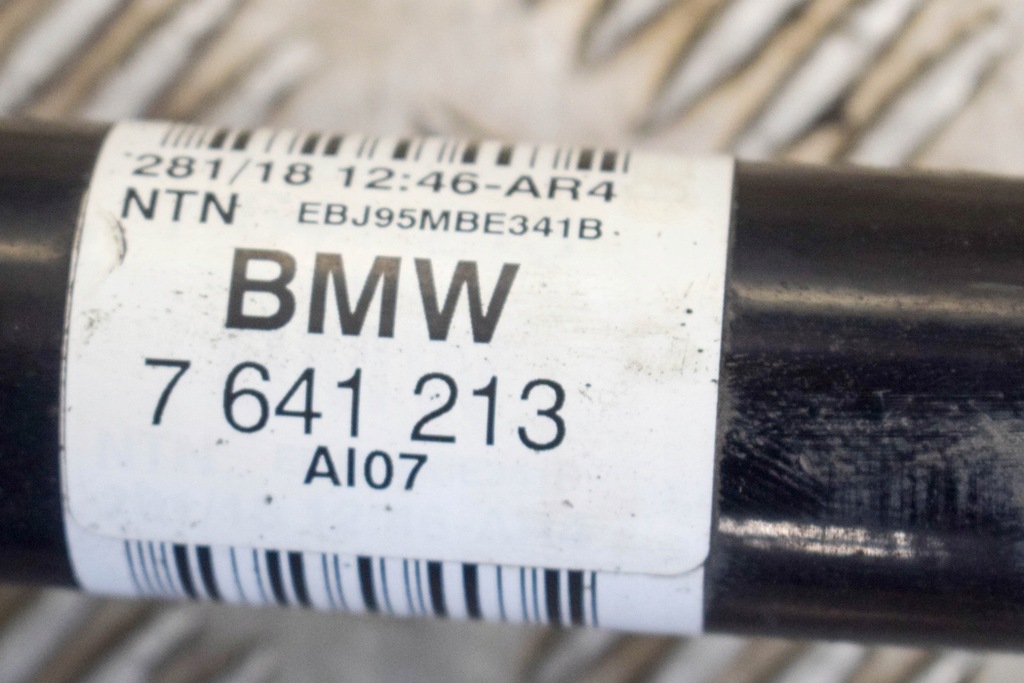 281/18 12:46-AR4
NTN EBJ95MBE341B
BMW
7 641 213
AI07